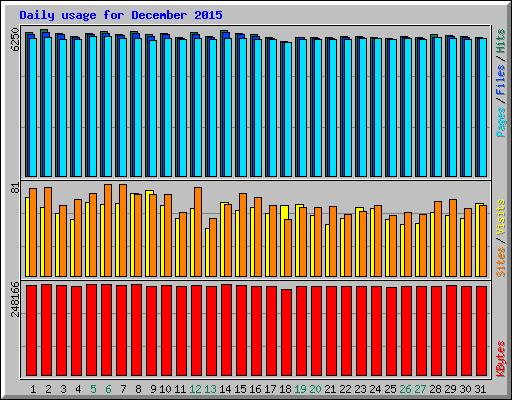 Daily usage for December 2015
6250
Pages/Files/Hits
81
Sites/Visits
248166
KBytes
1 2 3 4 5 6 7 8 9 10 11 12 13 14 15 16 17 18 19 20 21 22 23 24 25 26 27 28 29 30 31